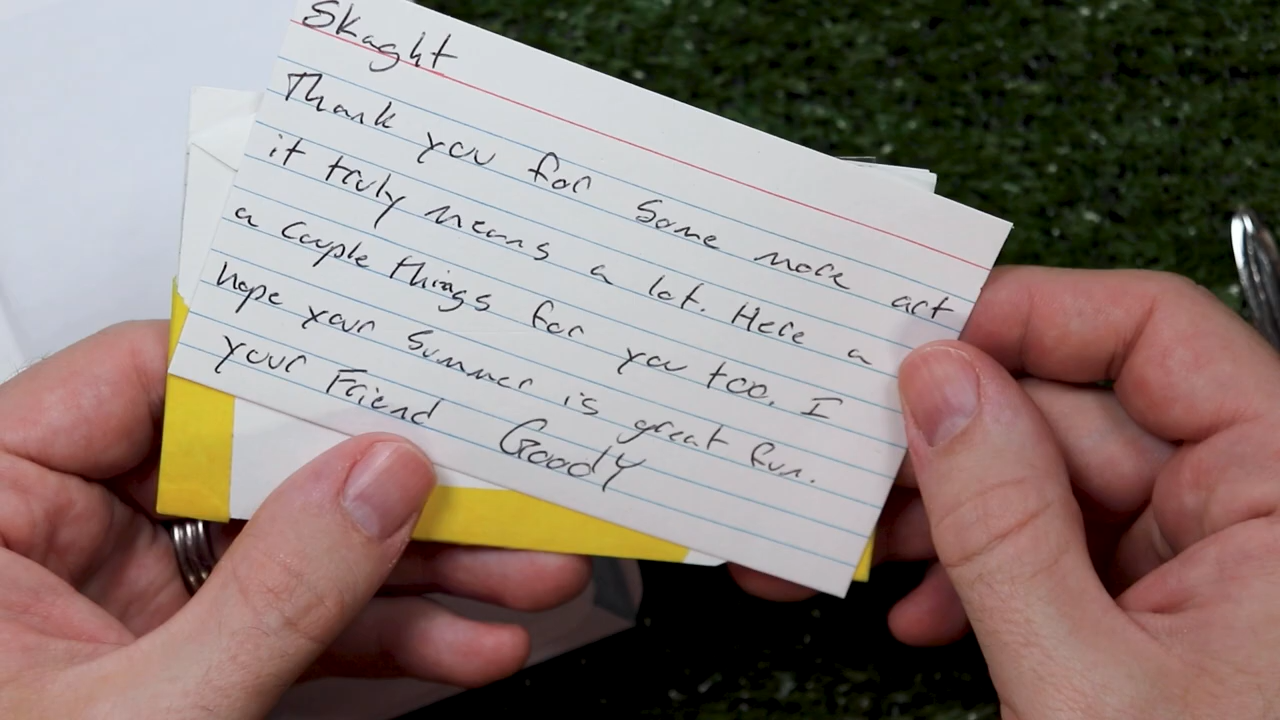 Skaght
Thank you for some more art
it truly means a lot. Here a
a couple things for you too. I
hope your summer is great fun.
your Friend Goody